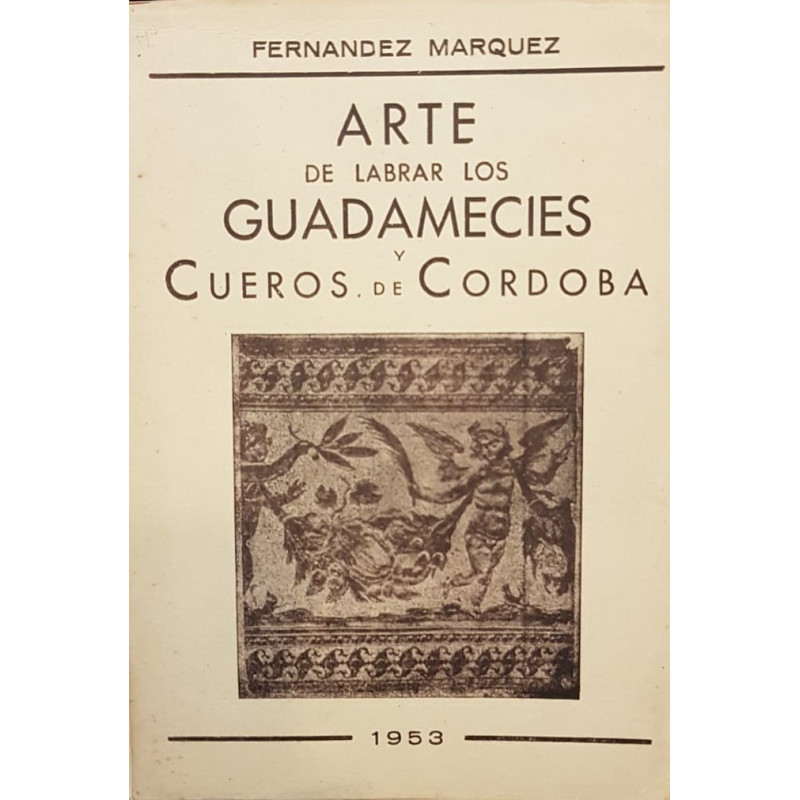 FERNANDEZ MARQUEZ
ARTE
DE LABRAR LOS
GUADAMECIES
Y
CUEROS. DE CORDOBA
1953